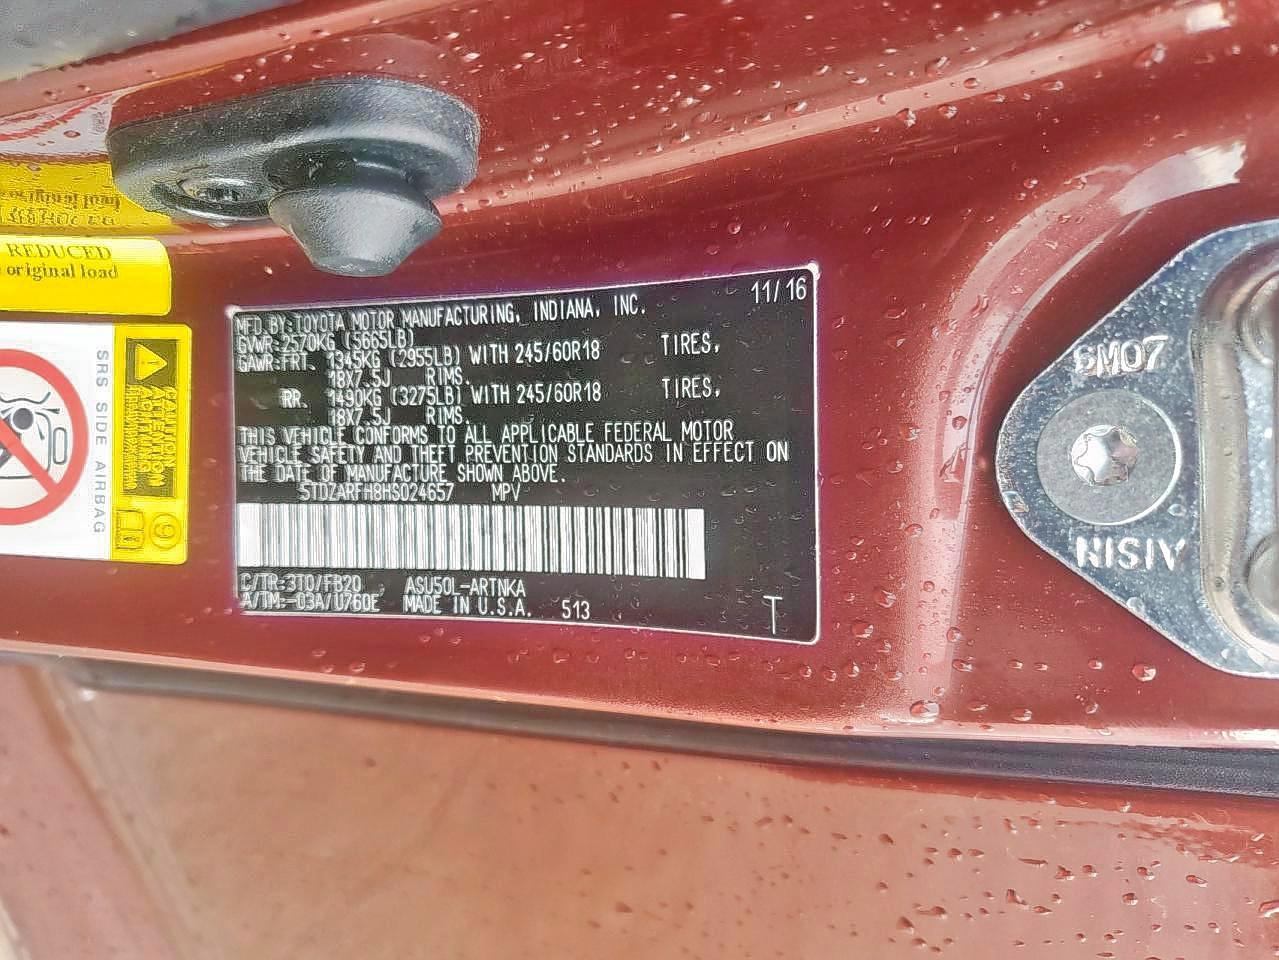 REDUCED
original load
SRS SIDE AIRBAG
CAUTION
ATTENTION
11/16
MFD.BY:TOYOTA MOTOR MANUFACTURING, INDIANA, INC.
GVWR:2570KG (5665LB)
GAWR:FRT. 1345KG (2955LB) WITH 245/60R18 TIRES,
18X7.5J RIMS.
RR. 1490KG (3275LB) WITH 245/60R18 TIRES,
18X7.5J RIMS.
THIS VEHICLE CONFORMS TO ALL APPLICABLE FEDERAL MOTOR
VEHICLE SAFETY AND THEFT PREVENTION STANDARDS IN EFFECT ON
THE DATE OF MANUFACTURE SHOWN ABOVE.
5TDZARFH8HS024657 MPV
C/TR:3T0/FB20 ASU50L-ARTNKA
A/TM:-03A/U760E MADE IN U.S.A. 513
T
5M07
AISIN